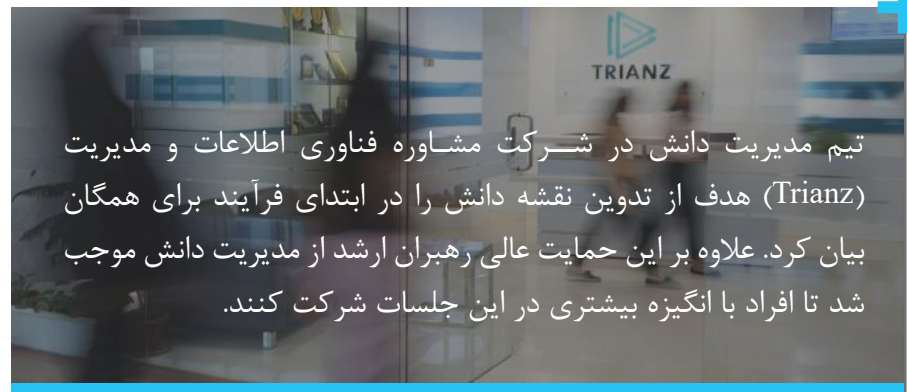 TRIANZ
تیم مدیریت دانش در شــرکت مشــاوره فناوری اطلاعات و مدیریت
(Trianz) هدف از تدوین نقشه دانش را در ابتدای فرآیند برای همگان
بیان کرد. علاوه بر این حمایت عالی رهبران ارشد از مدیریت دانش موجب
شد تا افراد با انگیزه بیشتری در این جلسات شرکت کنند.